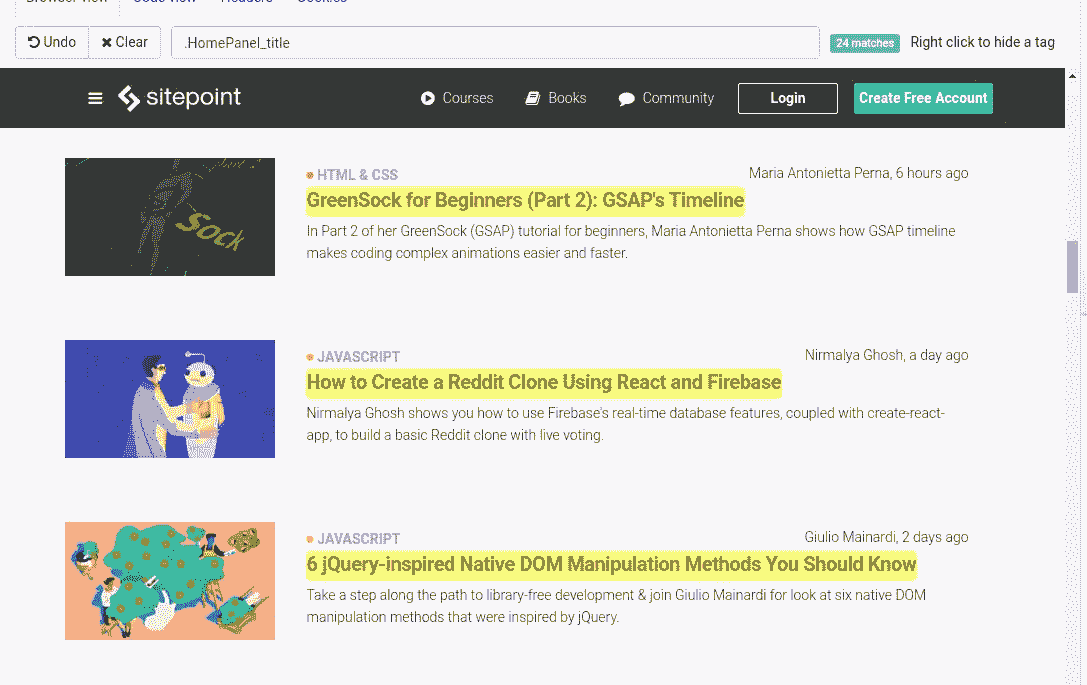 Browser view Code view Headers Cookies
Undo Clear .HomePanel_title 24 matches Right click to hide a tag
sitepoint Courses Books Community Login Create Free Account
HTML & CSS Maria Antonietta Perna, 6 hours ago
GreenSock for Beginners (Part 2): GSAP's Timeline
In Part 2 of her GreenSock (GSAP) tutorial for beginners, Maria Antonietta Perna shows how GSAP timeline
makes coding complex animations easier and faster.
Sock
JAVASCRIPT Nirmalya Ghosh, a day ago
How to Create a Reddit Clone Using React and Firebase
Nirmalya Ghosh shows you how to use Firebase's real-time database features, coupled with create-react-
app, to build a basic Reddit clone with live voting.
JAVASCRIPT Giulio Mainardi, 2 days ago
6 jQuery-inspired Native DOM Manipulation Methods You Should Know
Take a step along the path to library-free development & join Giulio Mainardi for look at six native DOM
manipulation methods that were inspired by jQuery.